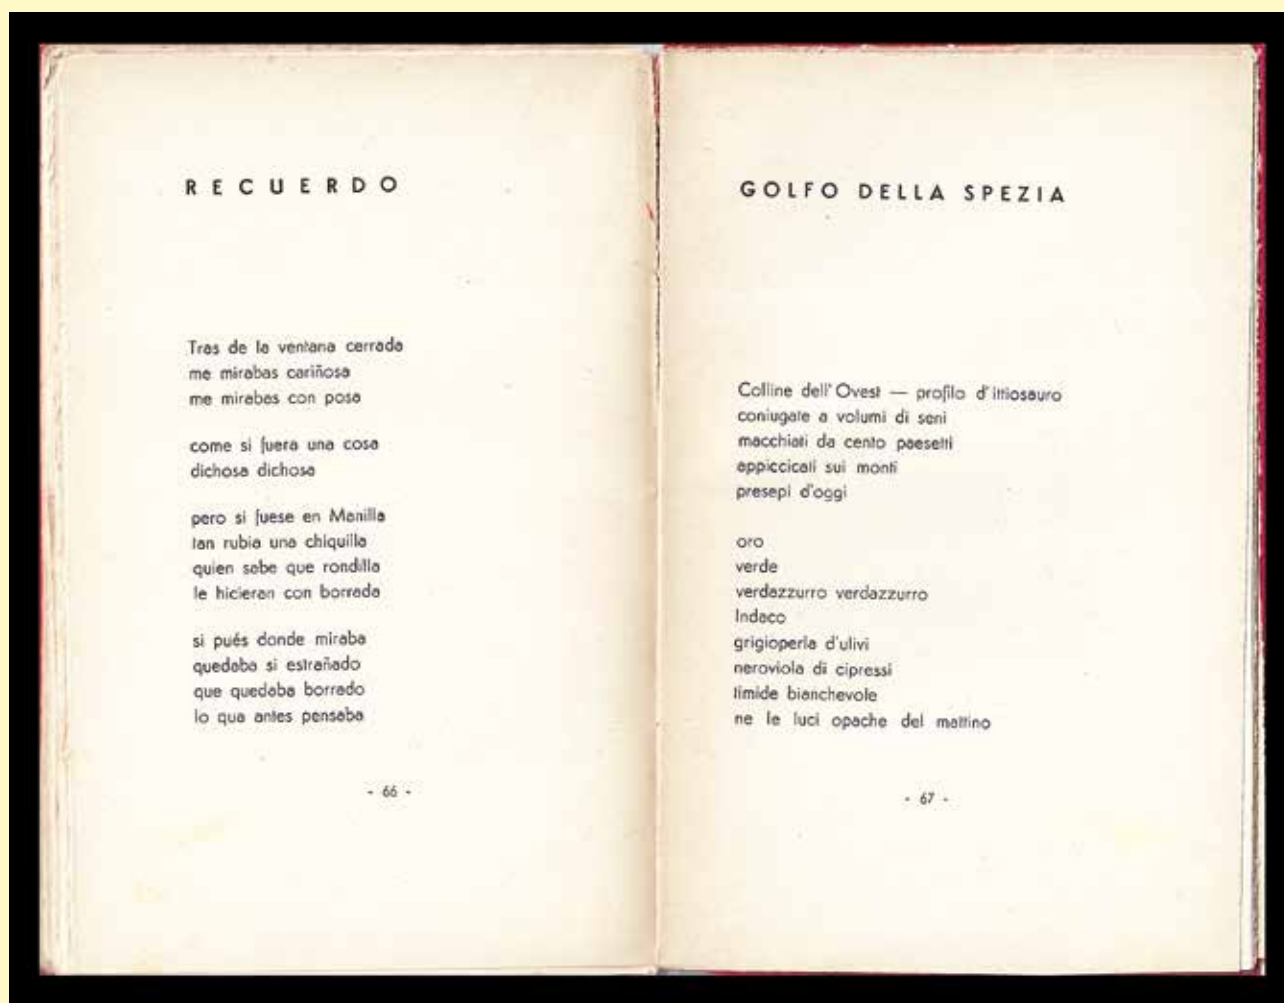 RECUERDO
Tras de la ventana cerrada
me mirabas cariñosa
me mirabas con posa
come si fuera una cosa
dichosa dichosa
pero si fuese en Manilla
tan rubia una chiquilla
quien sabe que rondilla
le hicieran con borrada
si pués donde miraba
quedaba si estrañado
que quedaba borrado
lo qua antes pensaba
- 66 -
GOLFO DELLA SPEZIA
Colline dell' Ovest — profilo d' ittiosauro
coniugate a volumi di seni
macchiati da cento paesetti
appiccicati sui monti
presepi d'oggi
oro
verde
verdazzurro verdazzurro
Indaco
grigioperla d'ulivi
neroviola di cipressi
timide bianchevole
ne le luci opache del mattino
- 67 -